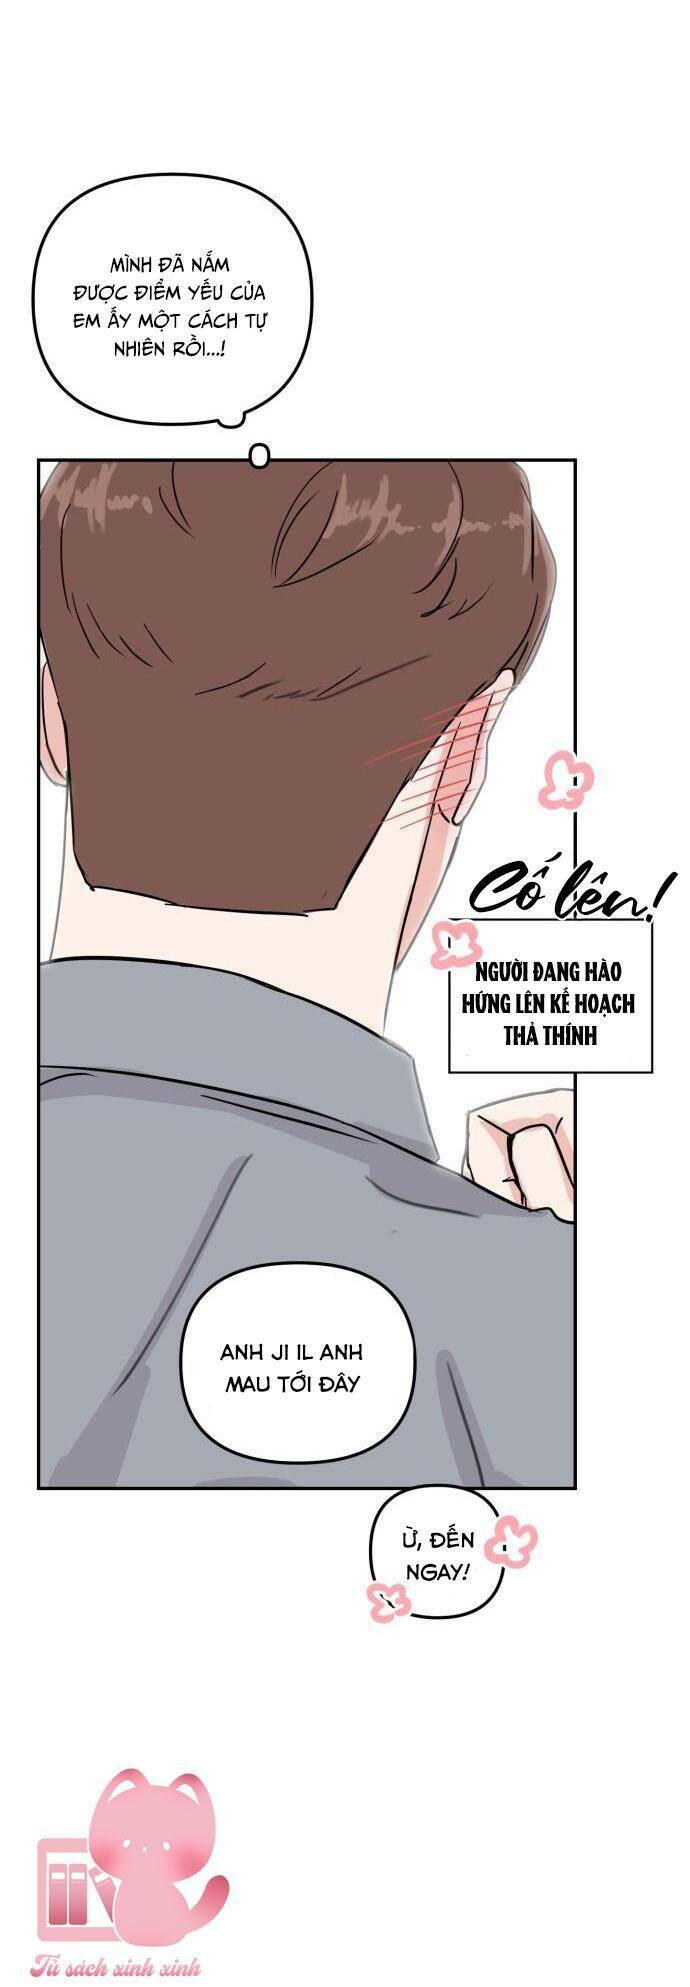 MÌNH ĐÃ NẮM
ĐƯỢC ĐIỂM YẾU CỦA
EM ẤY MỘT CÁCH TỰ
NHIÊN RỒI...!
Cố lên!
NGƯỜI ĐANG HÀO
HỨNG LÊN KẾ HOẠCH
THẢ THÍNH
ANH JI IL ANH
MAU TỚI ĐÂY
Ừ, ĐẾN
NGAY!
Tủ sách xinh xinh